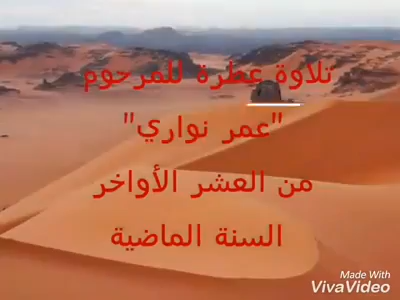 تلاوة عطرة للمرحوم
"عمر نواري"
من العشر الأواخر
السنة الماضية
Made With
VivaVideo